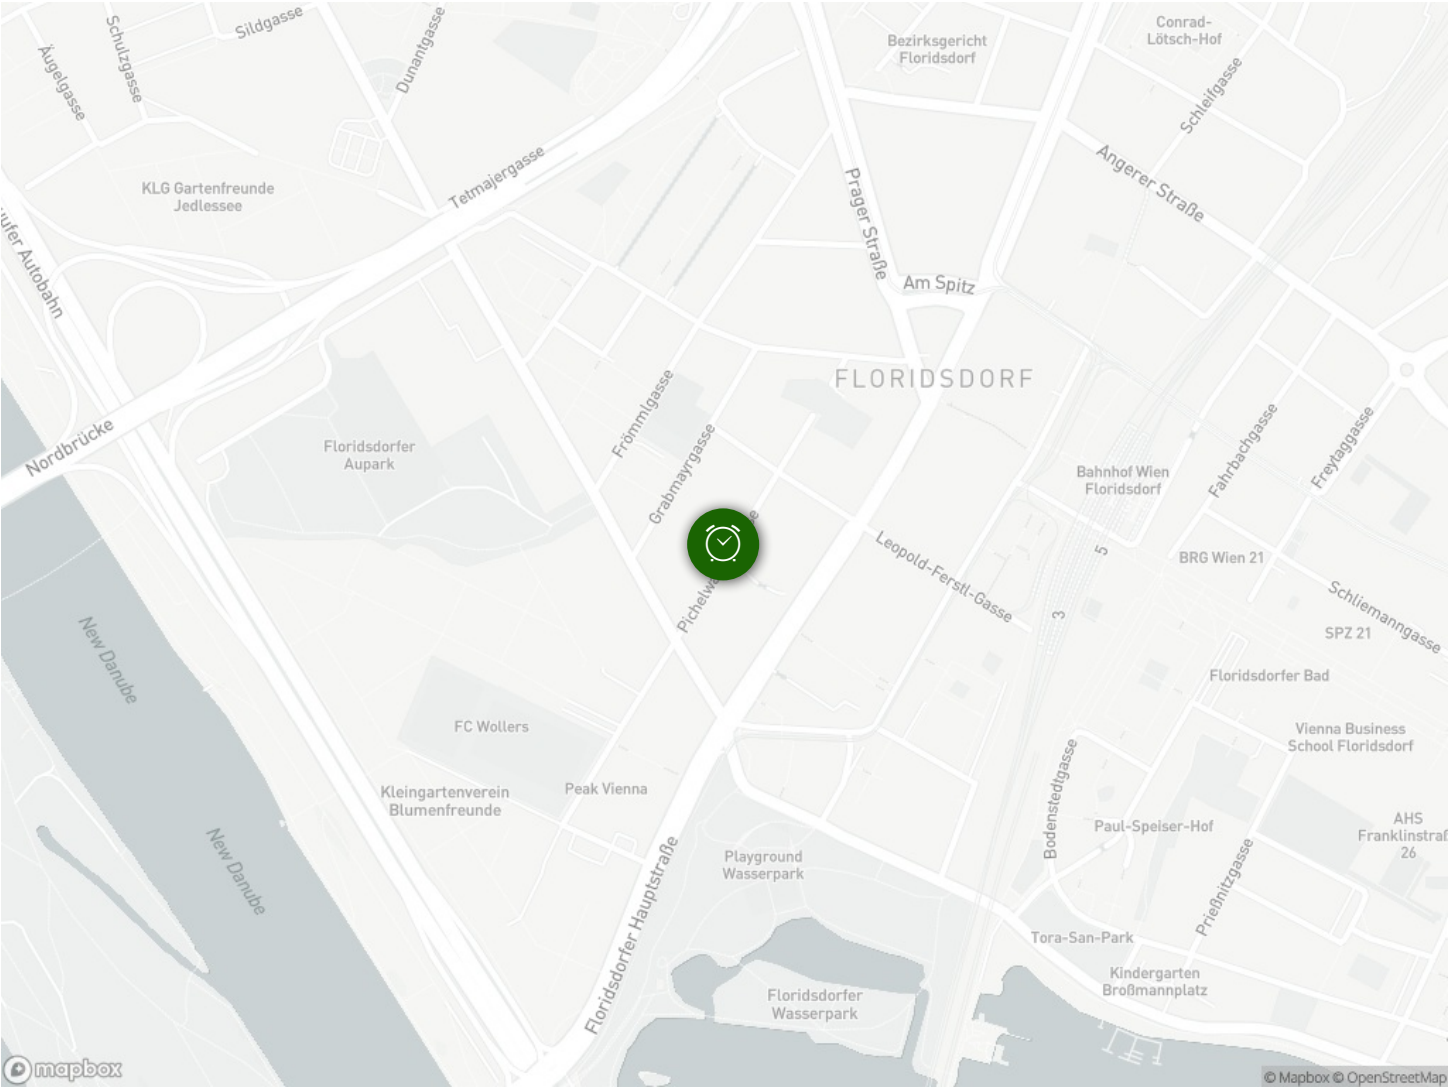 Sildgasse
Schulzgasse
Äugelgasse
Dunantgasse
Bezirksgericht
Floridsdorf
Conrad-
Lötsch-Hof
Schleifgasse
KLG Gartenfreunde
Jedlessee
Tetmajergasse
Prager Straße
Angerer Straße
ufer Autobahn
Am Spitz
FLORIDSDORF
Nordbrücke
Floridsdorfer
Aupark
Frömmlgasse
Grabmayrgasse
Bahnhof Wien
Floridsdorf
Fahrbachgasse
Freytaggasse
Leopold-Ferstl-Gasse
5
BRG Wien 21
Pichelwa
e
3
Schliemanngasse
SPZ 21
New Danube
Floridsdorfer Bad
FC Wollers
Vienna Business
School Floridsdorf
Peak Vienna
Kleingartenverein
Blumenfreunde
Bodenstedtgasse
Paul-Speiser-Hof
AHS
Franklinstraß
26
New Danube
Playground
Wasserpark
Floridsdorfer Hauptstraße
Prießnitzgasse
Tora-San-Park
Kindergarten
Broßmannplatz
Floridsdorfer
Wasserpark
mapbox
© Mapbox © OpenStreetMap